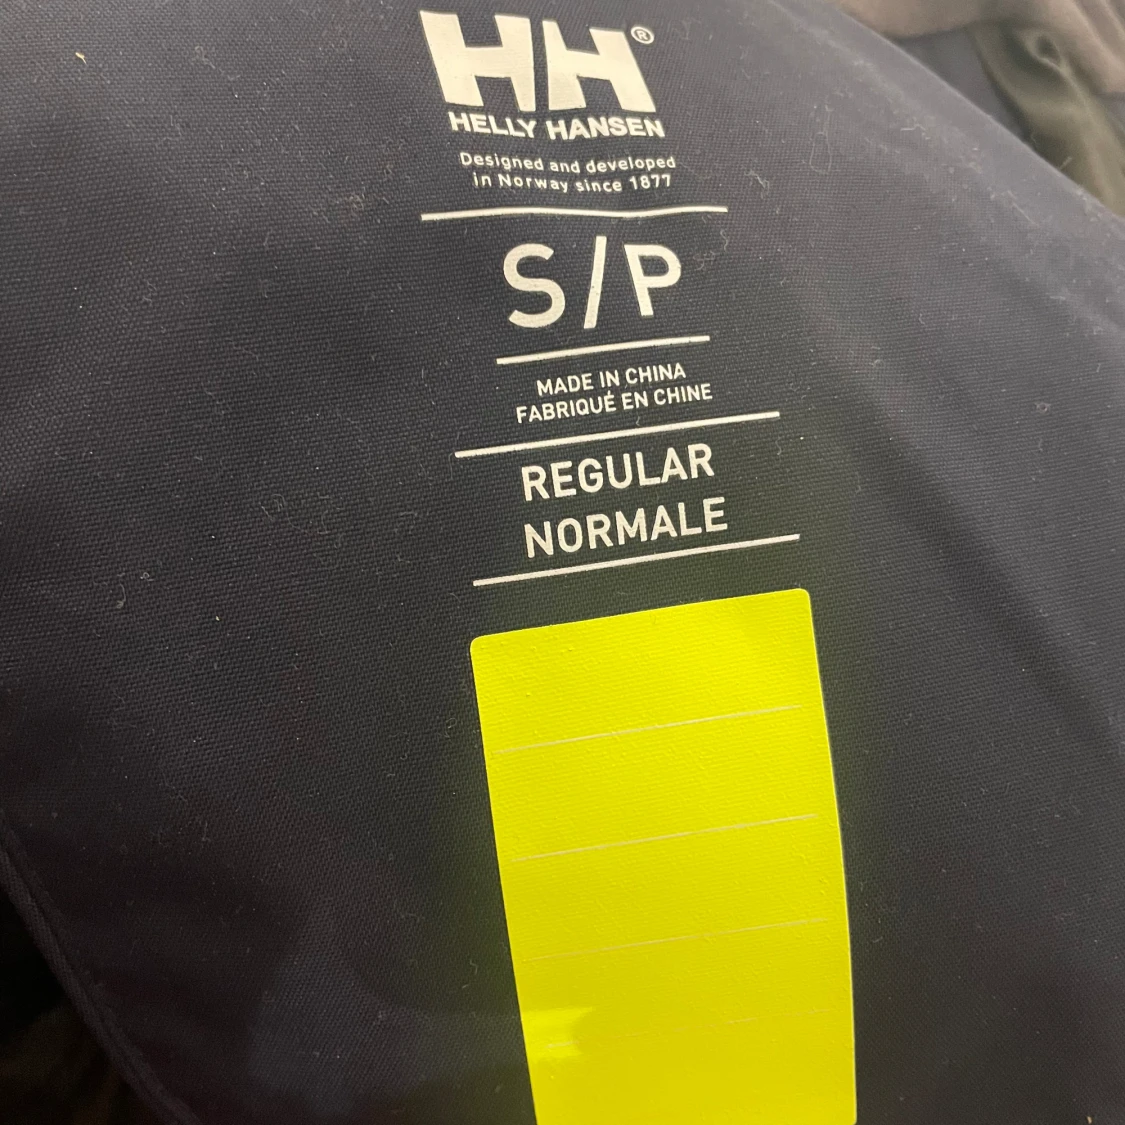 HH®
HELLY HANSEN
Designed and developed
in Norway since 1877
S/P
MADE IN CHINA
FABRIQUÉ EN CHINE
REGULAR
NORMALE